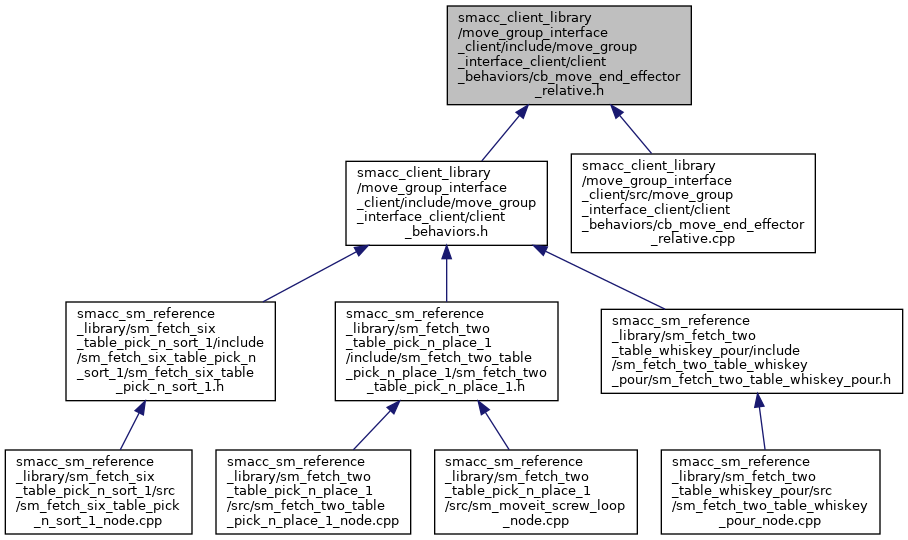 smacc_client_library
/move_group_interface
_client/include/move_group
_interface_client/client
_behaviors/cb_move_end_effector
_relative.h
smacc_client_library
/move_group_interface
_client/include/move_group
_interface_client/client
_behaviors.h
smacc_client_library
/move_group_interface
_client/src/move_group
_interface_client/client
_behaviors/cb_move_end_effector
_relative.cpp
smacc_sm_reference
_library/sm_fetch_six
_table_pick_n_sort_1/include
/sm_fetch_six_table_pick_n
_sort_1/sm_fetch_six_table
_pick_n_sort_1.h
smacc_sm_reference
_library/sm_fetch_two
_table_pick_n_place_1
/include/sm_fetch_two_table
_pick_n_place_1/sm_fetch_two
_table_pick_n_place_1.h
smacc_sm_reference
_library/sm_fetch_two
_table_whiskey_pour/include
/sm_fetch_two_table_whiskey
_pour/sm_fetch_two_table_whiskey_pour.h
smacc_sm_reference
_library/sm_fetch_six
_table_pick_n_sort_1/src
/sm_fetch_six_table_pick
_n_sort_1_node.cpp
smacc_sm_reference
_library/sm_fetch_two
_table_pick_n_place_1
/src/sm_fetch_two_table
_pick_n_place_1_node.cpp
smacc_sm_reference
_library/sm_fetch_two
_table_pick_n_place_1
/src/sm_moveit_screw_loop
_node.cpp
smacc_sm_reference
_library/sm_fetch_two
_table_whiskey_pour/src
/sm_fetch_two_table_whiskey
_pour_node.cpp